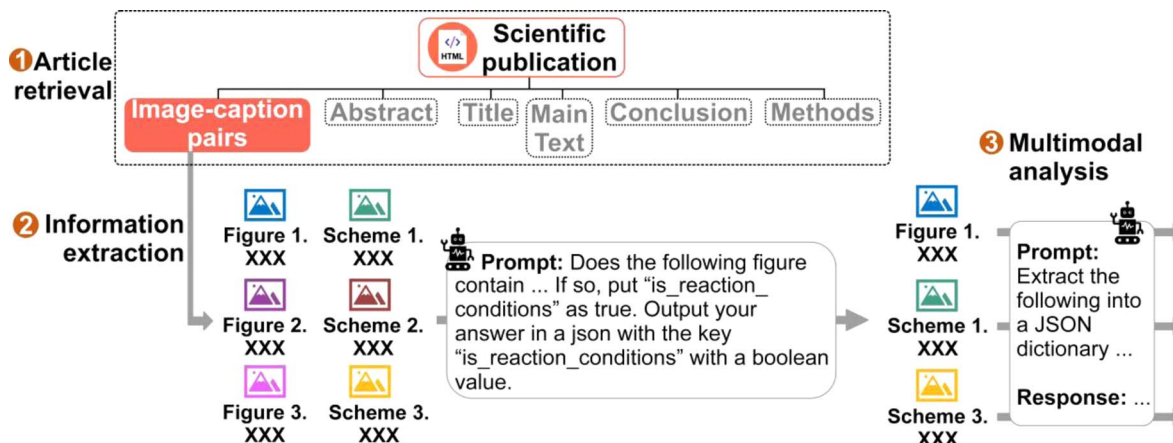 1 Article
retrieval
</>
HTML
Scientific
publication
Image-caption
pairs
Abstract
Title
Main
Text
Conclusion
Methods
2 Information
extraction
Figure 1.
XXX
Scheme 1.
XXX
Figure 2.
XXX
Scheme 2.
XXX
Figure 3.
XXX
Scheme 3.
XXX
Prompt: Does the following figure
contain ... If so, put “is_reaction_
conditions” as true. Output your
answer in a json with the key
“is_reaction_conditions” with a boolean
value.
3 Multimodal
analysis
Figure 1.
XXX
Scheme 1.
XXX
Scheme 3.
XXX
Prompt:
Extract the
following into
a JSON
dictionary ...
Response: ...